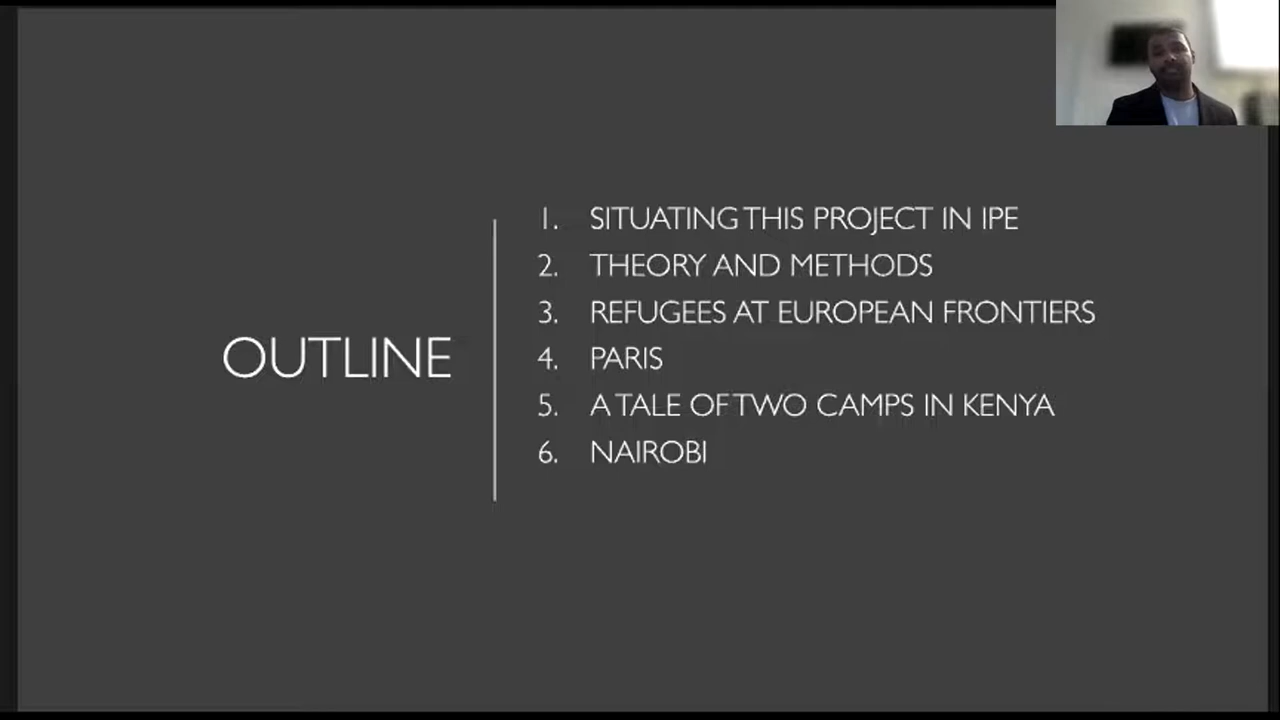 OUTLINE
1. SITUATING THIS PROJECT IN IPE
2. THEORY AND METHODS
3. REFUGEES AT EUROPEAN FRONTIERS
4. PARIS
5. A TALE OF TWO CAMPS IN KENYA
6. NAIROBI